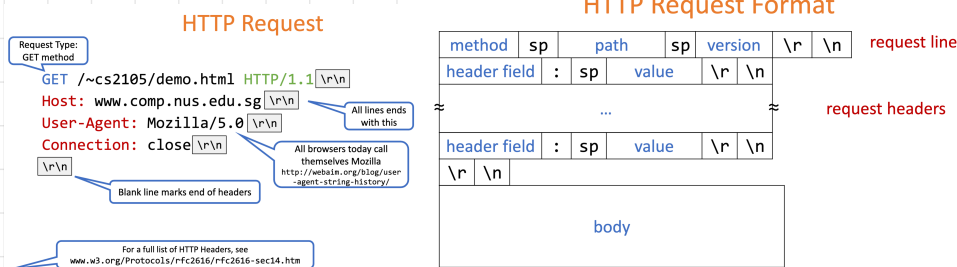 HTTP Request
Request Type:
GET method
GET /~cs2105/demo.html HTTP/1.1 \r\n
Host: www.comp.nus.edu.sg \r\n
All lines ends
with this
User-Agent: Mozilla/5.0 \r\n
Connection: close \r\n
All browsers today call
themselves Mozilla
http://webaim.org/blog/user
-agent-string-history/
\r\n
Blank line marks end of headers
For a full list of HTTP Headers, see
www.w3.org/Protocols/rfc2616/rfc2616-sec14.htm
HTTP Request Format
method sp path sp version \r \n request line
header field : sp value \r \n
≈ ... ≈ request headers
header field : sp value \r \n
\r \n
body